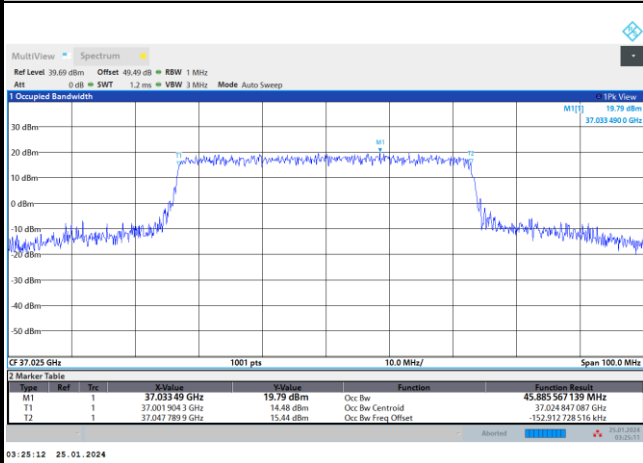 MultiView Spectrum
Ref Level 39.69 dBm Offset 49.49 dB RBW 1 MHz
Att 0 dB SWT 1.2 ms VBW 3 MHz Mode Auto Sweep
1 Occupied Bandwidth 1Pk View
M1[1] 19.79 dBm
37.033 490 0 GHz
30 dBm
M1
20 dBm
T1 T2
10 dBm
0 dBm
-10 dBm
-20 dBm
-30 dBm
-40 dBm
-50 dBm
CF 37.025 GHz 1001 pts 10.0 MHz/ Span 100.0 MHz
2 Marker Table
Type Ref Trc X-Value Y-Value Function Function Result
M1 1 37.033 49 GHz 19.79 dBm Occ Bw 45.885 567 139 MHz
T1 1 37.001 904 3 GHz 14.48 dBm Occ Bw Centroid 37.024 847 087 GHz
T2 1 37.047 789 9 GHz 15.44 dBm Occ Bw Freq Offset -152.912 728 516 kHz
Aborted 25.01.2024
03:25:11
03:25:12 25.01.2024